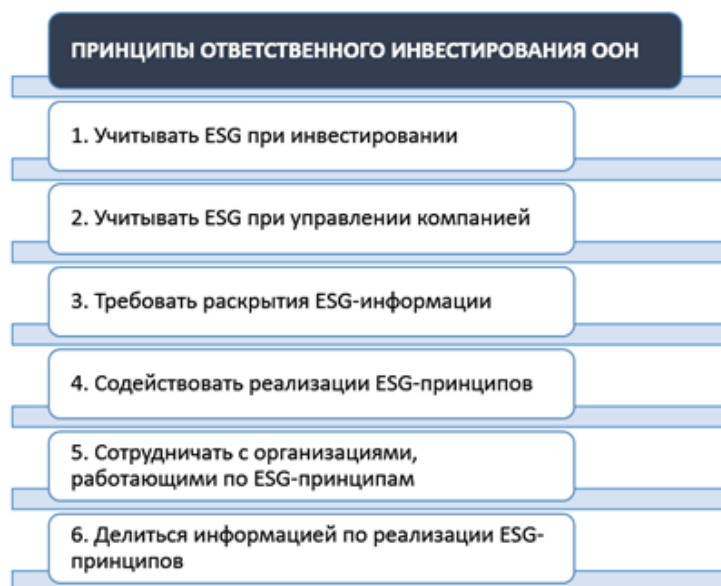 ПРИНЦИПЫ ОТВЕТСТВЕННОГО ИНВЕСТИРОВАНИЯ ООН
1. Учитывать ESG при инвестировании
2. Учитывать ESG при управлении компанией
3. Требовать раскрытия ESG-информации
4. Содействовать реализации ESG-принципов
5. Сотрудничать с организациями,
работающими по ESG-принципам
6. Делиться информацией по реализации ESG-
принципов